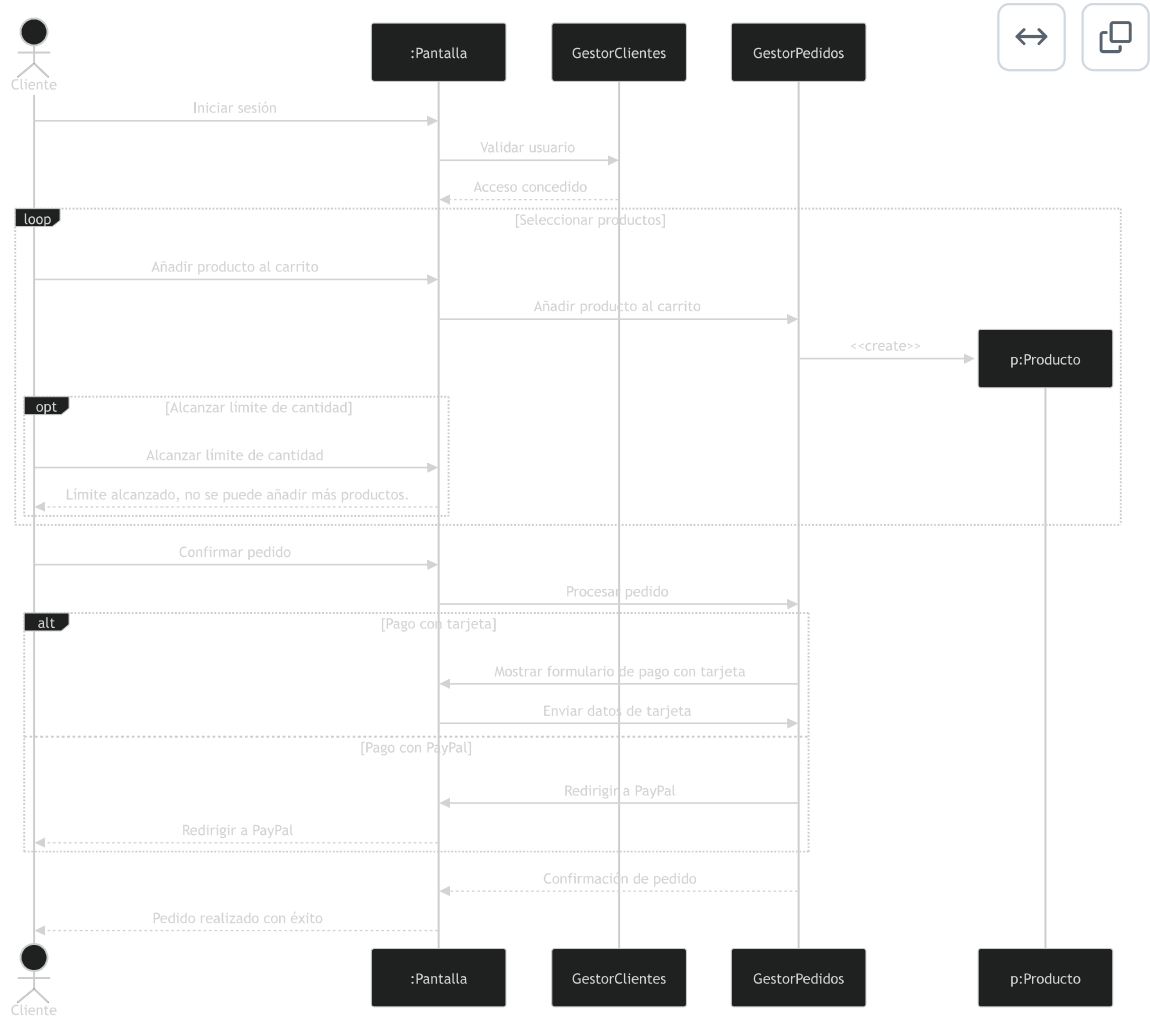 Cliente
:Pantalla
GestorClientes
GestorPedidos
Iniciar sesión
Validar usuario
Acceso concedido
loop
[Seleccionar productos]
Añadir producto al carrito
Añadir producto al carrito
<<create>>
p:Producto
opt
[Alcanzar límite de cantidad]
Alcanzar límite de cantidad
Límite alcanzado, no se puede añadir más productos.
Confirmar pedido
Procesar pedido
alt
[Pago con tarjeta]
Mostrar formulario de pago con tarjeta
Enviar datos de tarjeta
[Pago con PayPal]
Redirigir a PayPal
Redirigir a PayPal
Confirmación de pedido
Pedido realizado con éxito
Cliente
:Pantalla
GestorClientes
GestorPedidos
p:Producto